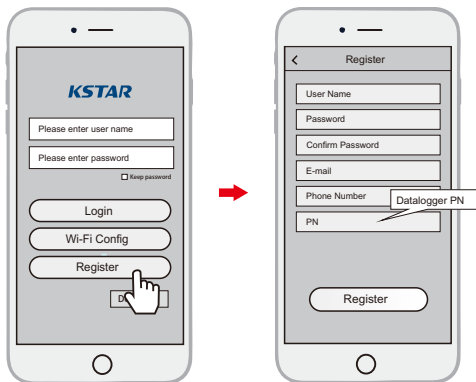 KSTAR
Please enter user name
Please enter password
Keep password
Login
Wi-Fi Config
Register
Register
User Name
Password
Confirm Password
E-mail
Phone Number
Datalogger PN
PN
Register